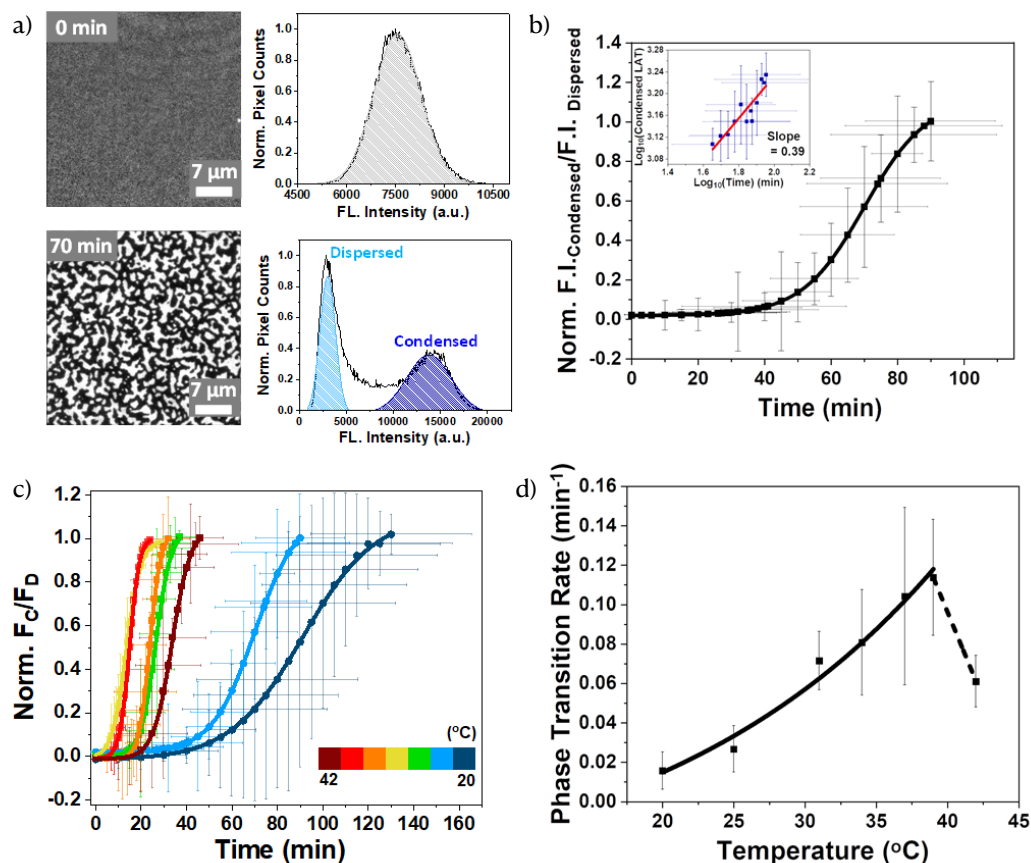 a)
0 min
7 μm
Norm. Pixel Counts
1.0
0.8
0.6
0.4
0.2
0.0
4500 6000 7500 9000 10500
FL. Intensity (a.u.)
70 min
7 μm
Norm. Pixel Counts
1.0
0.8
0.6
0.4
0.2
0.0
Dispersed
Condensed
0 5000 10000 15000 20000
FL. Intensity (a.u.)
b)
Norm. F.I.Condensed/F.I. Dispersed
1.4
1.2
1.0
0.8
0.6
0.4
0.2
0.0
-0.2
Log10(Condensed LAT)
3.28
3.24
3.20
3.16
3.12
3.08
Slope
= 0.39
1.4 1.6 1.8 2.0 2.2
Log10(Time) (min)
0 20 40 60 80 100
Time (min)
c)
Norm. FC/FD
1.2
1.0
0.8
0.6
0.4
0.2
0.0
-0.2
(oC)
42 20
0 20 40 60 80 100 120 140 160
Time (min)
d)
Phase Transition Rate (min-1)
0.16
0.14
0.12
0.10
0.08
0.06
0.04
0.02
0.00
20 25 30 35 40 45
Temperature (oC)